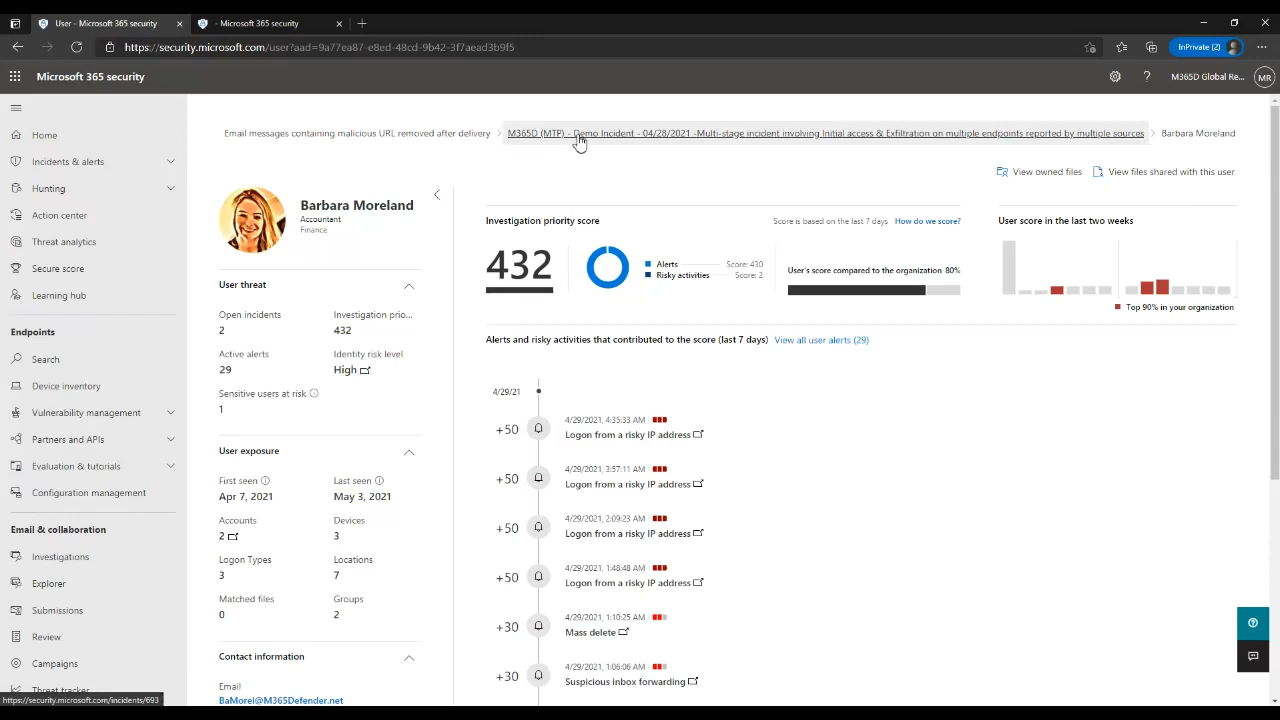 User - Microsoft 365 security
- Microsoft 365 security
https://security.microsoft.com/user?aad=9a77ea87-e8ed-48cd-9b42-3f7aead3b9f5
InPrivate (2)
Microsoft 365 security
M365D Global Re...
MR
Home
Incidents & alerts
Hunting
Action center
Threat analytics
Secure score
Learning hub
Endpoints
Search
Device inventory
Vulnerability management
Partners and APIs
Evaluation & tutorials
Configuration management
Email & collaboration
Investigations
Explorer
Submissions
Review
Campaigns
Threat tracker
https://security.microsoft.com/incidents/693
Email messages containing malicious URL removed after delivery
M365D (MTP) - Demo Incident - 04/28/2021 -Multi-stage incident involving Initial access & Exfiltration on multiple endpoints reported by multiple sources
Barbara Moreland
View owned files
View files shared with this user
Barbara Moreland
Accountant
Finance
User threat
Open incidents
2
Investigation prio...
432
Active alerts
29
Identity risk level
High
Sensitive users at risk
1
User exposure
First seen
Apr 7, 2021
Last seen
May 3, 2021
Accounts
2
Devices
3
Logon Types
3
Locations
7
Matched files
0
Groups
2
Contact information
Email
BaMorel@M365Defender.net
Investigation priority score
Score is based on the last 7 days
How do we score?
432
Alerts
Score: 430
Risky activities
Score: 2
User's score compared to the organization 80%
User score in the last two weeks
Top 90% in your organization
Alerts and risky activities that contributed to the score (last 7 days)
View all user alerts (29)
4/29/21
+50
4/29/2021, 4:35:33 AM
Logon from a risky IP address
+50
4/29/2021, 3:57:11 AM
Logon from a risky IP address
+50
4/29/2021, 2:09:23 AM
Logon from a risky IP address
+50
4/29/2021, 1:48:48 AM
Logon from a risky IP address
+30
4/29/2021, 1:10:25 AM
Mass delete
+30
4/29/2021, 1:06:06 AM
Suspicious inbox forwarding